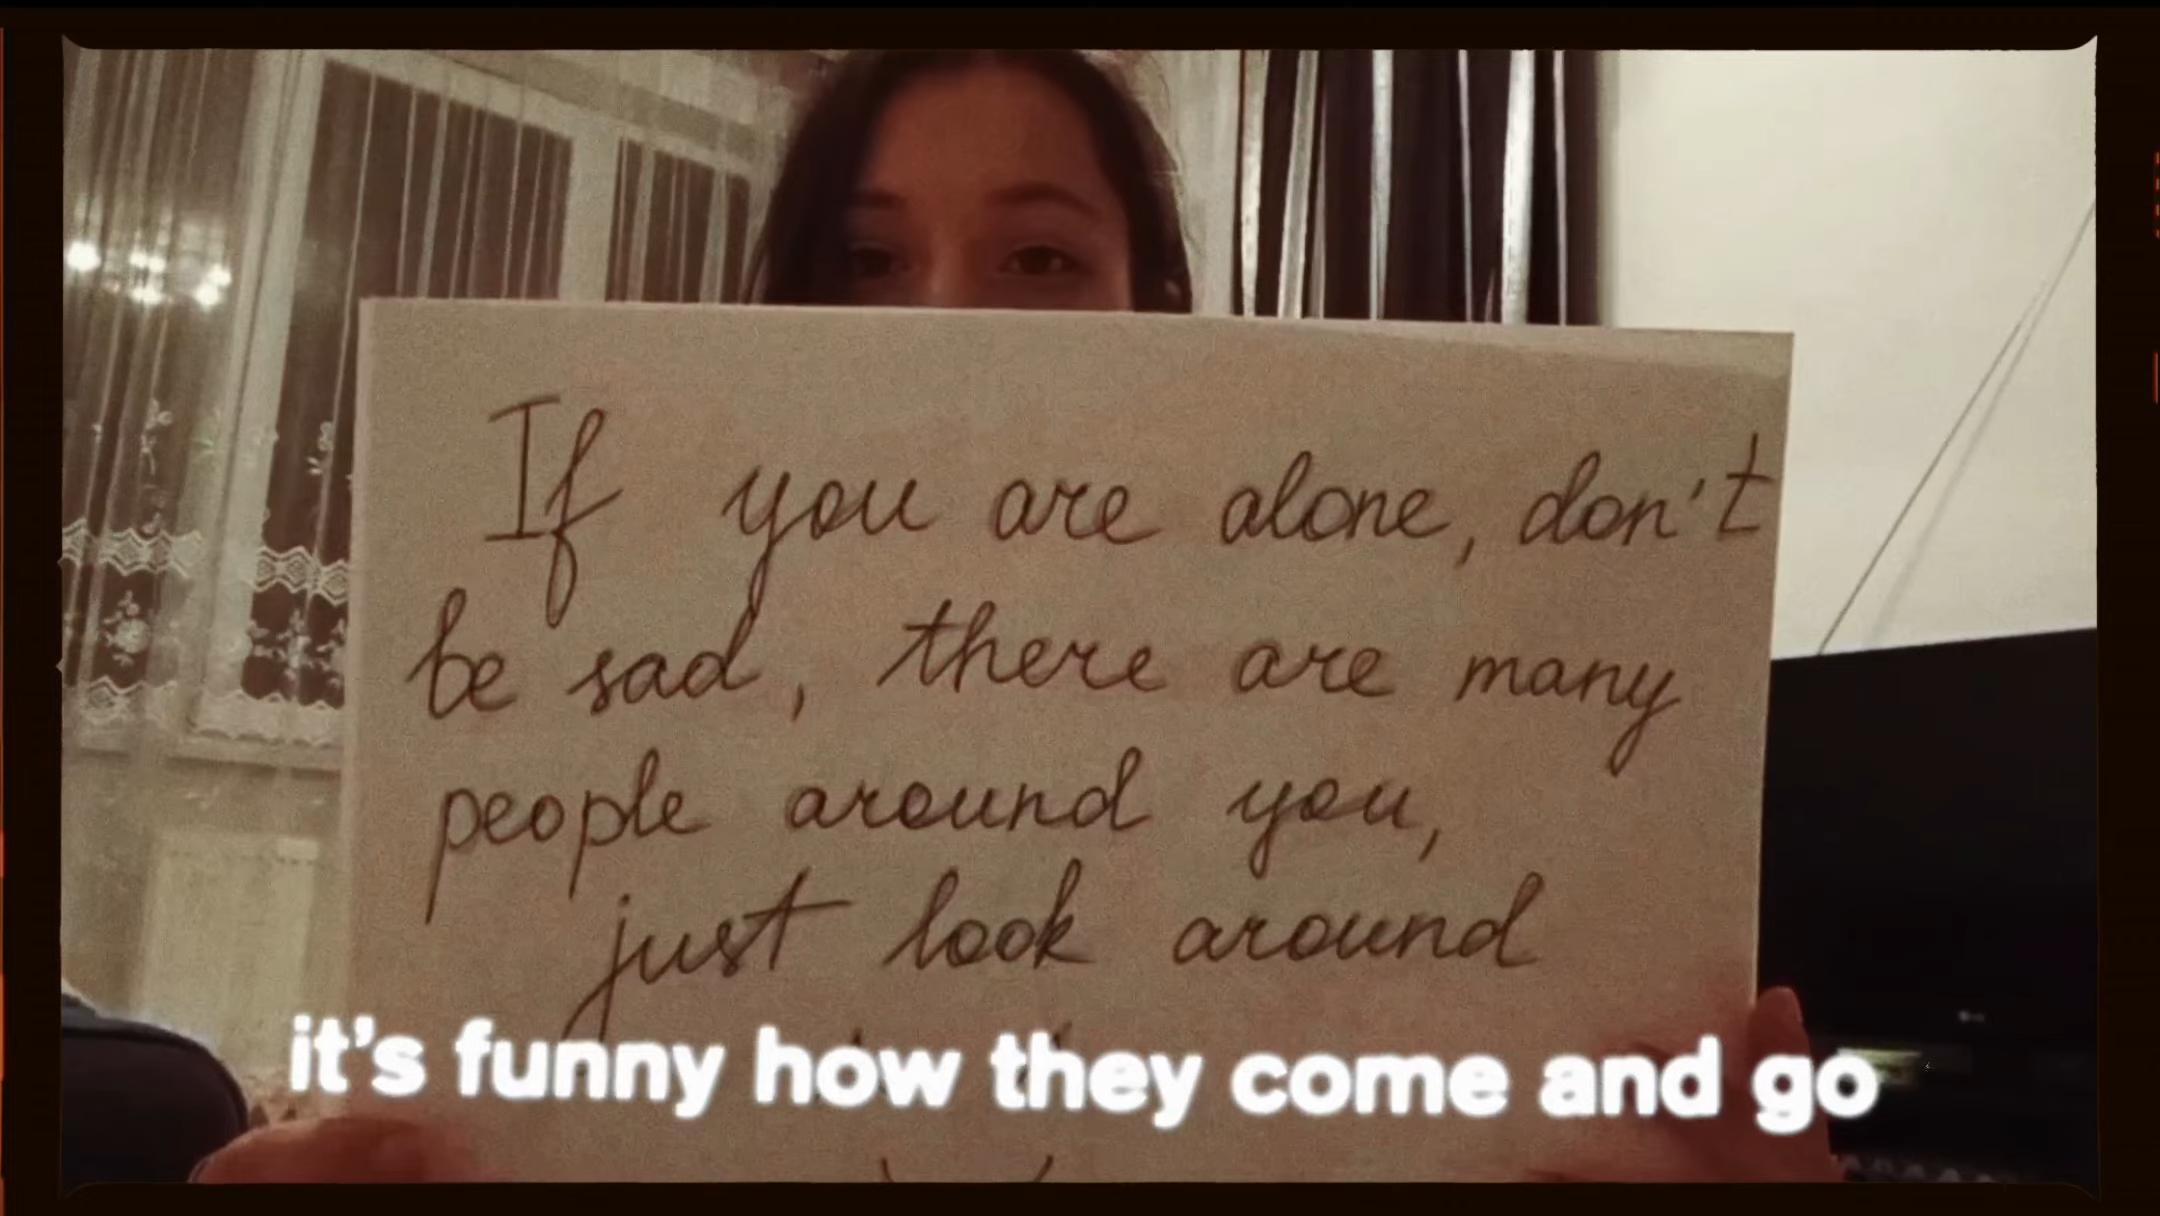 If you are alone, don't
be sad, there are many
people around you,
just look around
it's funny how they come and go